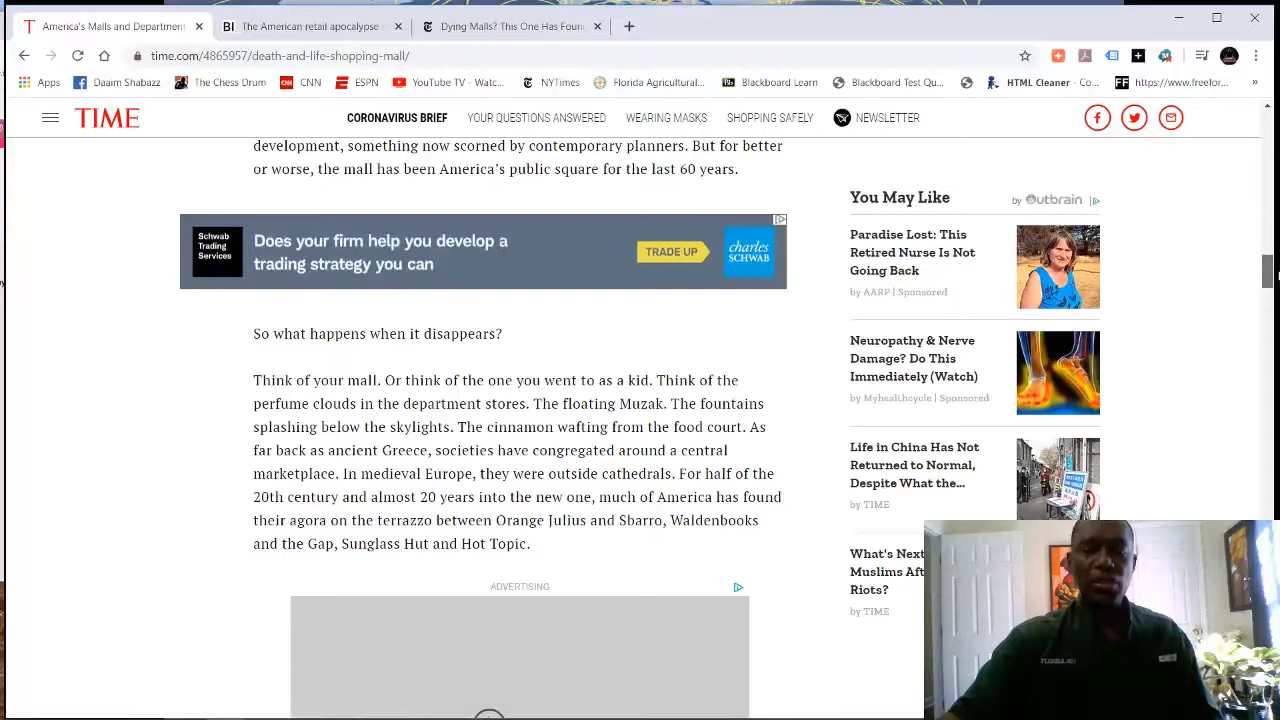 America's Malls and Department
BI The American retail apocalypse
Dying Malls? This One Has Foun
time.com/4865957/death-and-life-shopping-mall/
Apps
Daaim Shabazz
The Chess Drum
CNN
ESPN
YouTube TV - Watc...
NYTimes
Florida Agricultural...
Blackboard Learn
Blackboard Test Qu...
HTML Cleaner - Co...
FF https://www.freefor...
TIME
CORONAVIRUS BRIEF
YOUR QUESTIONS ANSWERED
WEARING MASKS
SHOPPING SAFELY
NEWSLETTER
development, something now scorned by contemporary planners. But for better
or worse, the mall has been America's public square for the last 60 years.
Schwab
Trading
Services
Does your firm help you develop a
trading strategy you can
TRADE UP
charles
SCHWAB
So what happens when it disappears?
Think of your mall. Or think of the one you went to as a kid. Think of the
perfume clouds in the department stores. The floating Muzak. The fountains
splashing below the skylights. The cinnamon wafting from the food court. As
far back as ancient Greece, societies have congregated around a central
marketplace. In medieval Europe, they were outside cathedrals. For half of the
20th century and almost 20 years into the new one, much of America has found
their agora on the terrazzo between Orange Julius and Sbarro, Waldenbooks
and the Gap, Sunglass Hut and Hot Topic.
ADVERTISING
You May Like
by Outbrain
Paradise Lost: This
Retired Nurse Is Not
Going Back
by AARP | Sponsored
Neuropathy & Nerve
Damage? Do This
Immediately (Watch)
by Myhealthcycle | Sponsored
Life in China Has Not
Returned to Normal,
Despite What the...
by TIME
What's Next
Muslims Aft
Riots?
by TIME